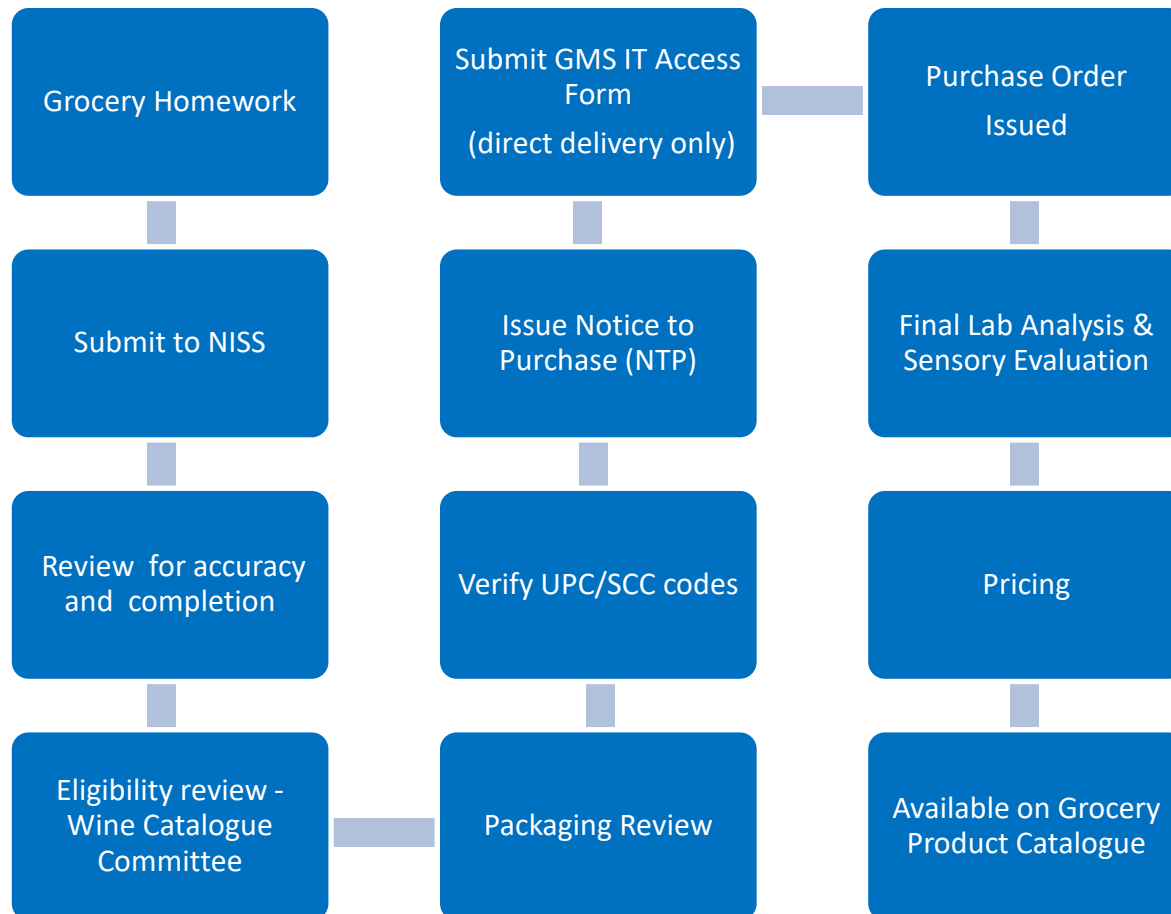 Grocery Homework
Submit to NISS
Review for accuracy
and completion
Eligibility review -
Wine Catalogue
Committee
Packaging Review
Verify UPC/SCC codes
Issue Notice to
Purchase (NTP)
Submit GMS IT Access
Form
(direct delivery only)
Purchase Order
Issued
Final Lab Analysis &
Sensory Evaluation
Pricing
Available on Grocery
Product Catalogue